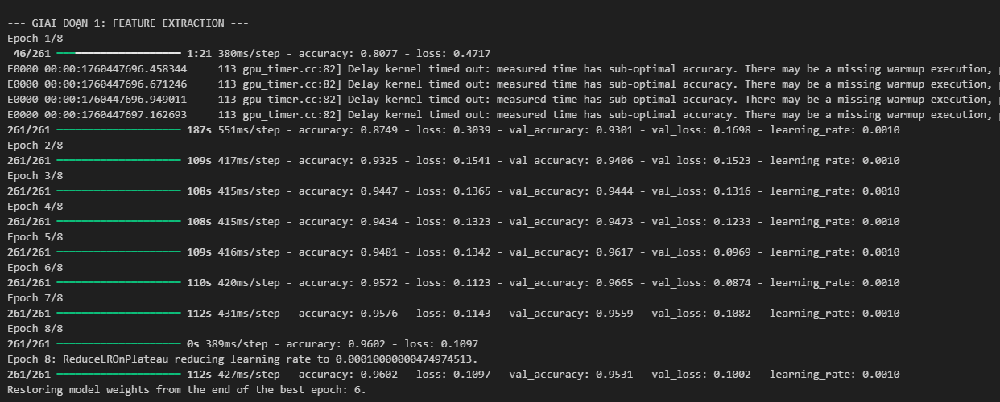 --- GIAI ĐOẠN 1: FEATURE EXTRACTION ---
Epoch 1/8
46/261 1:21 380ms/step - accuracy: 0.8077 - loss: 0.4717
E0000 00:00:1760447696.458344 113 gpu_timer.cc:82] Delay kernel timed out: measured time has sub-optimal accuracy. There may be a missing warmup execution,
E0000 00:00:1760447696.671246 113 gpu_timer.cc:82] Delay kernel timed out: measured time has sub-optimal accuracy. There may be a missing warmup execution,
E0000 00:00:1760447696.949011 113 gpu_timer.cc:82] Delay kernel timed out: measured time has sub-optimal accuracy. There may be a missing warmup execution,
E0000 00:00:1760447697.162693 113 gpu_timer.cc:82] Delay kernel timed out: measured time has sub-optimal accuracy. There may be a missing warmup execution,
261/261 187s 551ms/step - accuracy: 0.8749 - loss: 0.3039 - val_accuracy: 0.9301 - val_loss: 0.1698 - learning_rate: 0.0010
Epoch 2/8
261/261 109s 417ms/step - accuracy: 0.9325 - loss: 0.1541 - val_accuracy: 0.9406 - val_loss: 0.1523 - learning_rate: 0.0010
Epoch 3/8
261/261 108s 415ms/step - accuracy: 0.9447 - loss: 0.1365 - val_accuracy: 0.9444 - val_loss: 0.1316 - learning_rate: 0.0010
Epoch 4/8
261/261 108s 415ms/step - accuracy: 0.9434 - loss: 0.1323 - val_accuracy: 0.9473 - val_loss: 0.1233 - learning_rate: 0.0010
Epoch 5/8
261/261 109s 416ms/step - accuracy: 0.9481 - loss: 0.1342 - val_accuracy: 0.9617 - val_loss: 0.0969 - learning_rate: 0.0010
Epoch 6/8
261/261 110s 420ms/step - accuracy: 0.9572 - loss: 0.1123 - val_accuracy: 0.9665 - val_loss: 0.0874 - learning_rate: 0.0010
Epoch 7/8
261/261 112s 431ms/step - accuracy: 0.9576 - loss: 0.1143 - val_accuracy: 0.9559 - val_loss: 0.1082 - learning_rate: 0.0010
Epoch 8/8
261/261 0s 389ms/step - accuracy: 0.9602 - loss: 0.1097
Epoch 8: ReduceLROnPlateau reducing learning rate to 0.00010000000474974513.
261/261 112s 427ms/step - accuracy: 0.9602 - loss: 0.1097 - val_accuracy: 0.9531 - val_loss: 0.1002 - learning_rate: 0.0010
Restoring model weights from the end of the best epoch: 6.